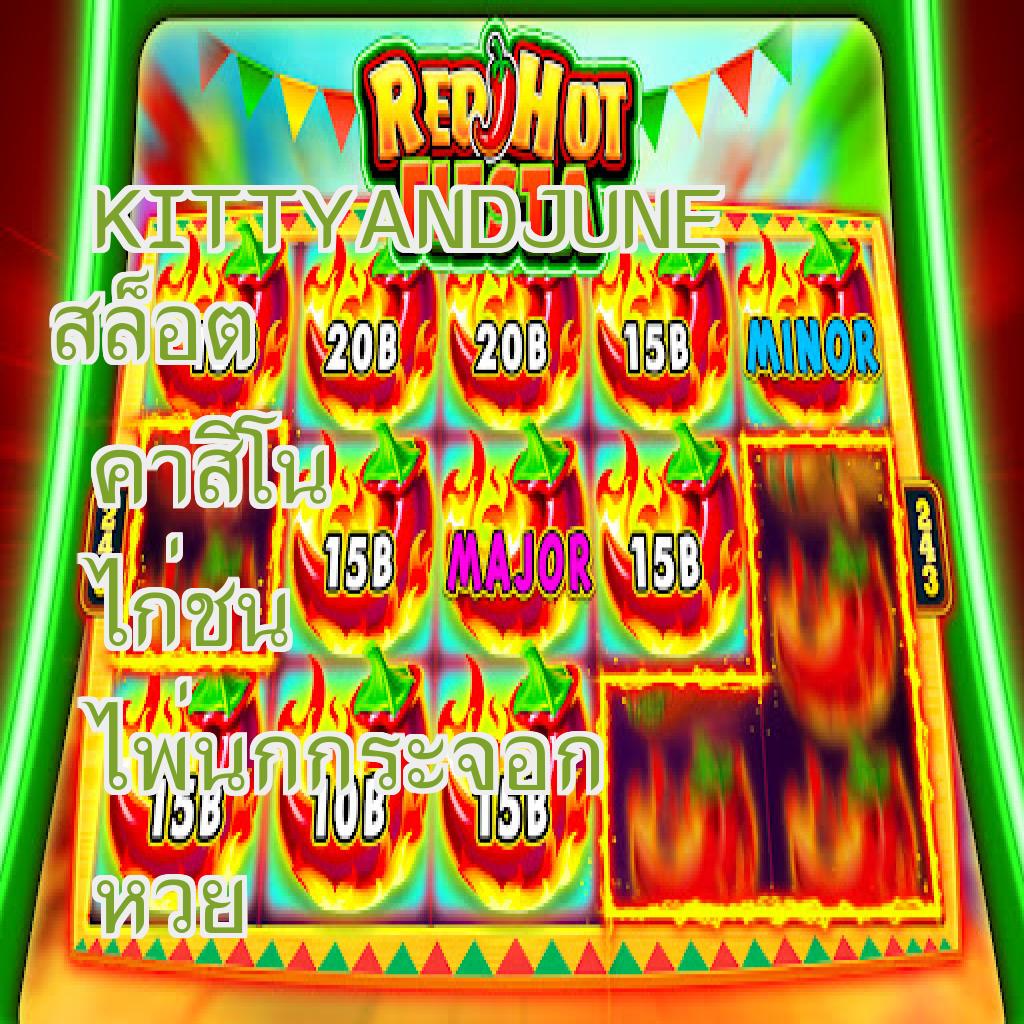 RED HOT
FIESTA
KITTYANDJUNE
สล็อต
20B 20B 15B MINOR
คาสิโน
15B MAJOR 15B
243
ไก่ชน
ไพ่นกกระจอก
15B 10B 15B
หวย